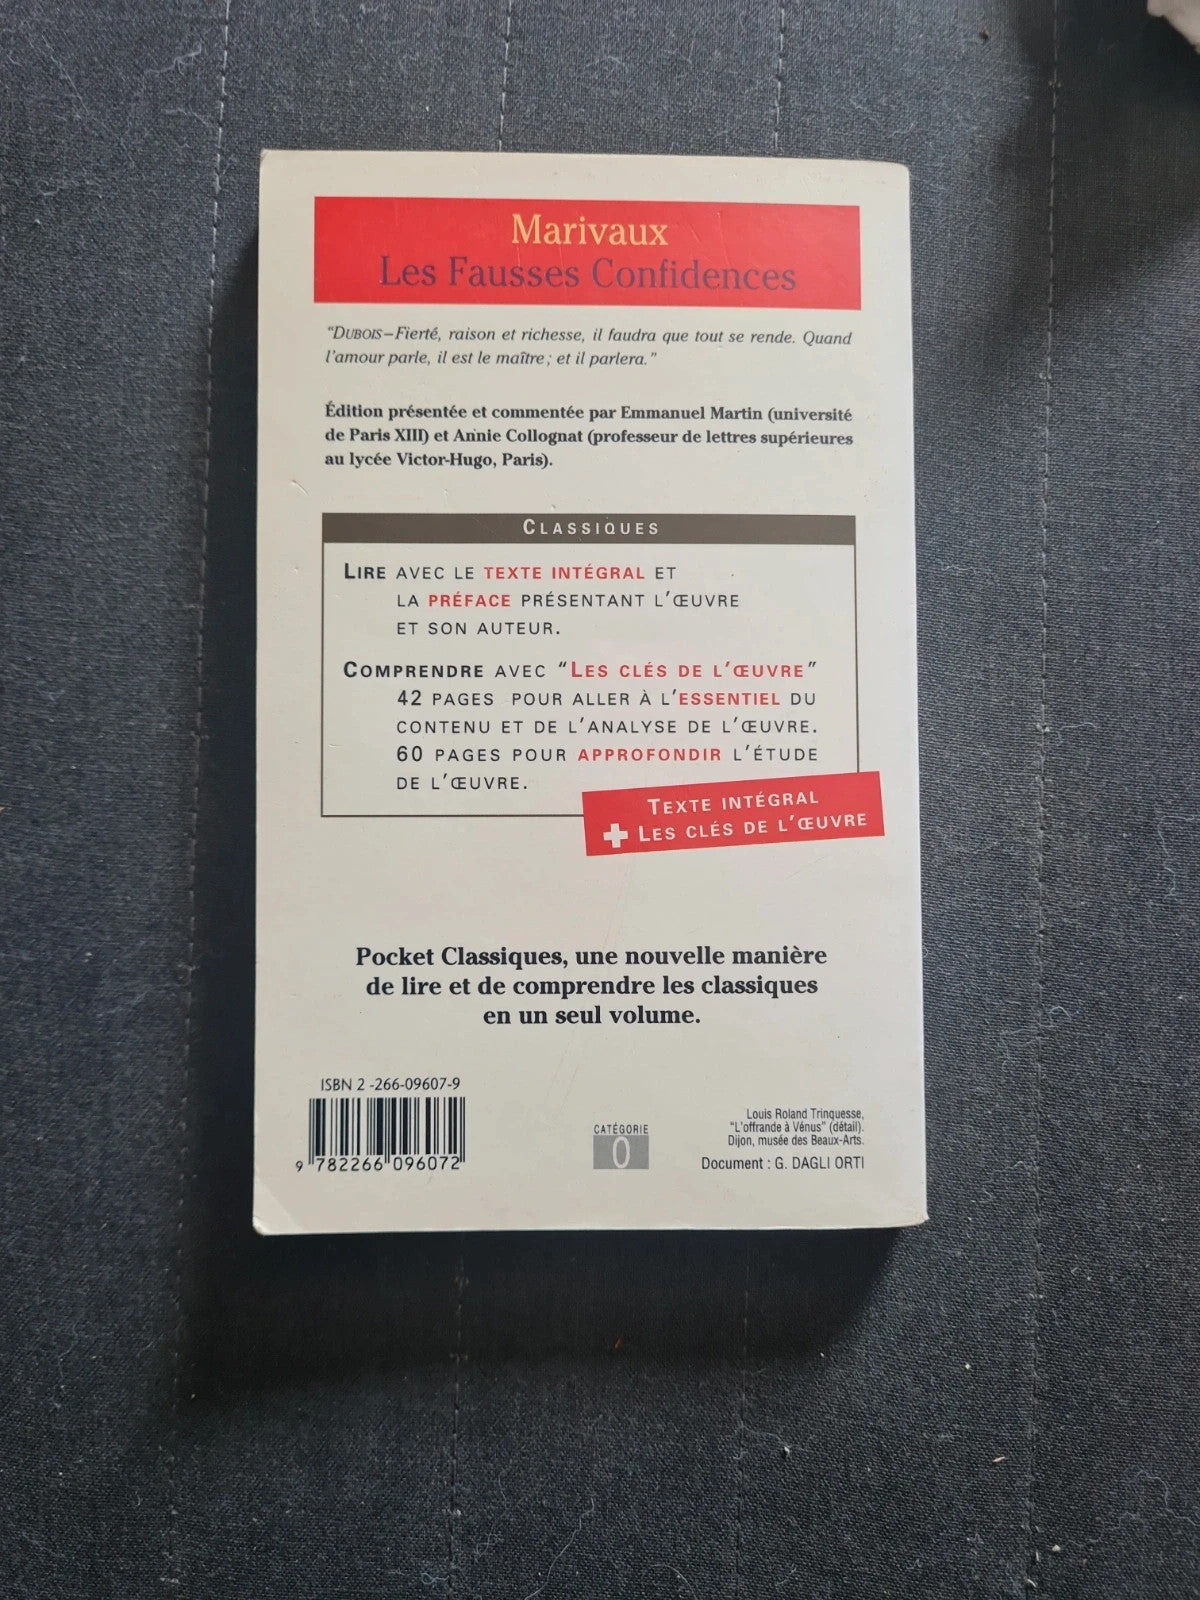 Marivaux
Les Fausses Confidences
"DUBOIS – Fierté, raison et richesse, il faudra que tout se rende. Quand
l'amour parle, il est le maître ; et il parlera."
Édition présentée et commentée par Emmanuel Martin (université
de Paris XIII) et Annie Collognat (professeur de lettres supérieures
au lycée Victor-Hugo, Paris).
CLASSIQUES
LIRE AVEC LE TEXTE INTÉGRAL ET
LA PRÉFACE PRÉSENTANT L'ŒUVRE
ET SON AUTEUR.
COMPRENDRE AVEC "LES CLÉS DE L'ŒUVRE"
42 PAGES POUR ALLER À L'ESSENTIEL DU
CONTENU ET DE L'ANALYSE DE L'ŒUVRE.
60 PAGES POUR APPROFONDIR L'ÉTUDE
DE L'ŒUVRE.
TEXTE INTÉGRAL
+ LES CLÉS DE L'ŒUVRE
Pocket Classiques, une nouvelle manière
de lire et de comprendre les classiques
en un seul volume.
ISBN 2 -266-09607-9
9 782266 096072
CATÉGORIE
0
Louis Roland Trinquesse,
"L'offrande à Vénus" (détail).
Dijon, musée des Beaux-Arts.
Document : G. DAGLI ORTI